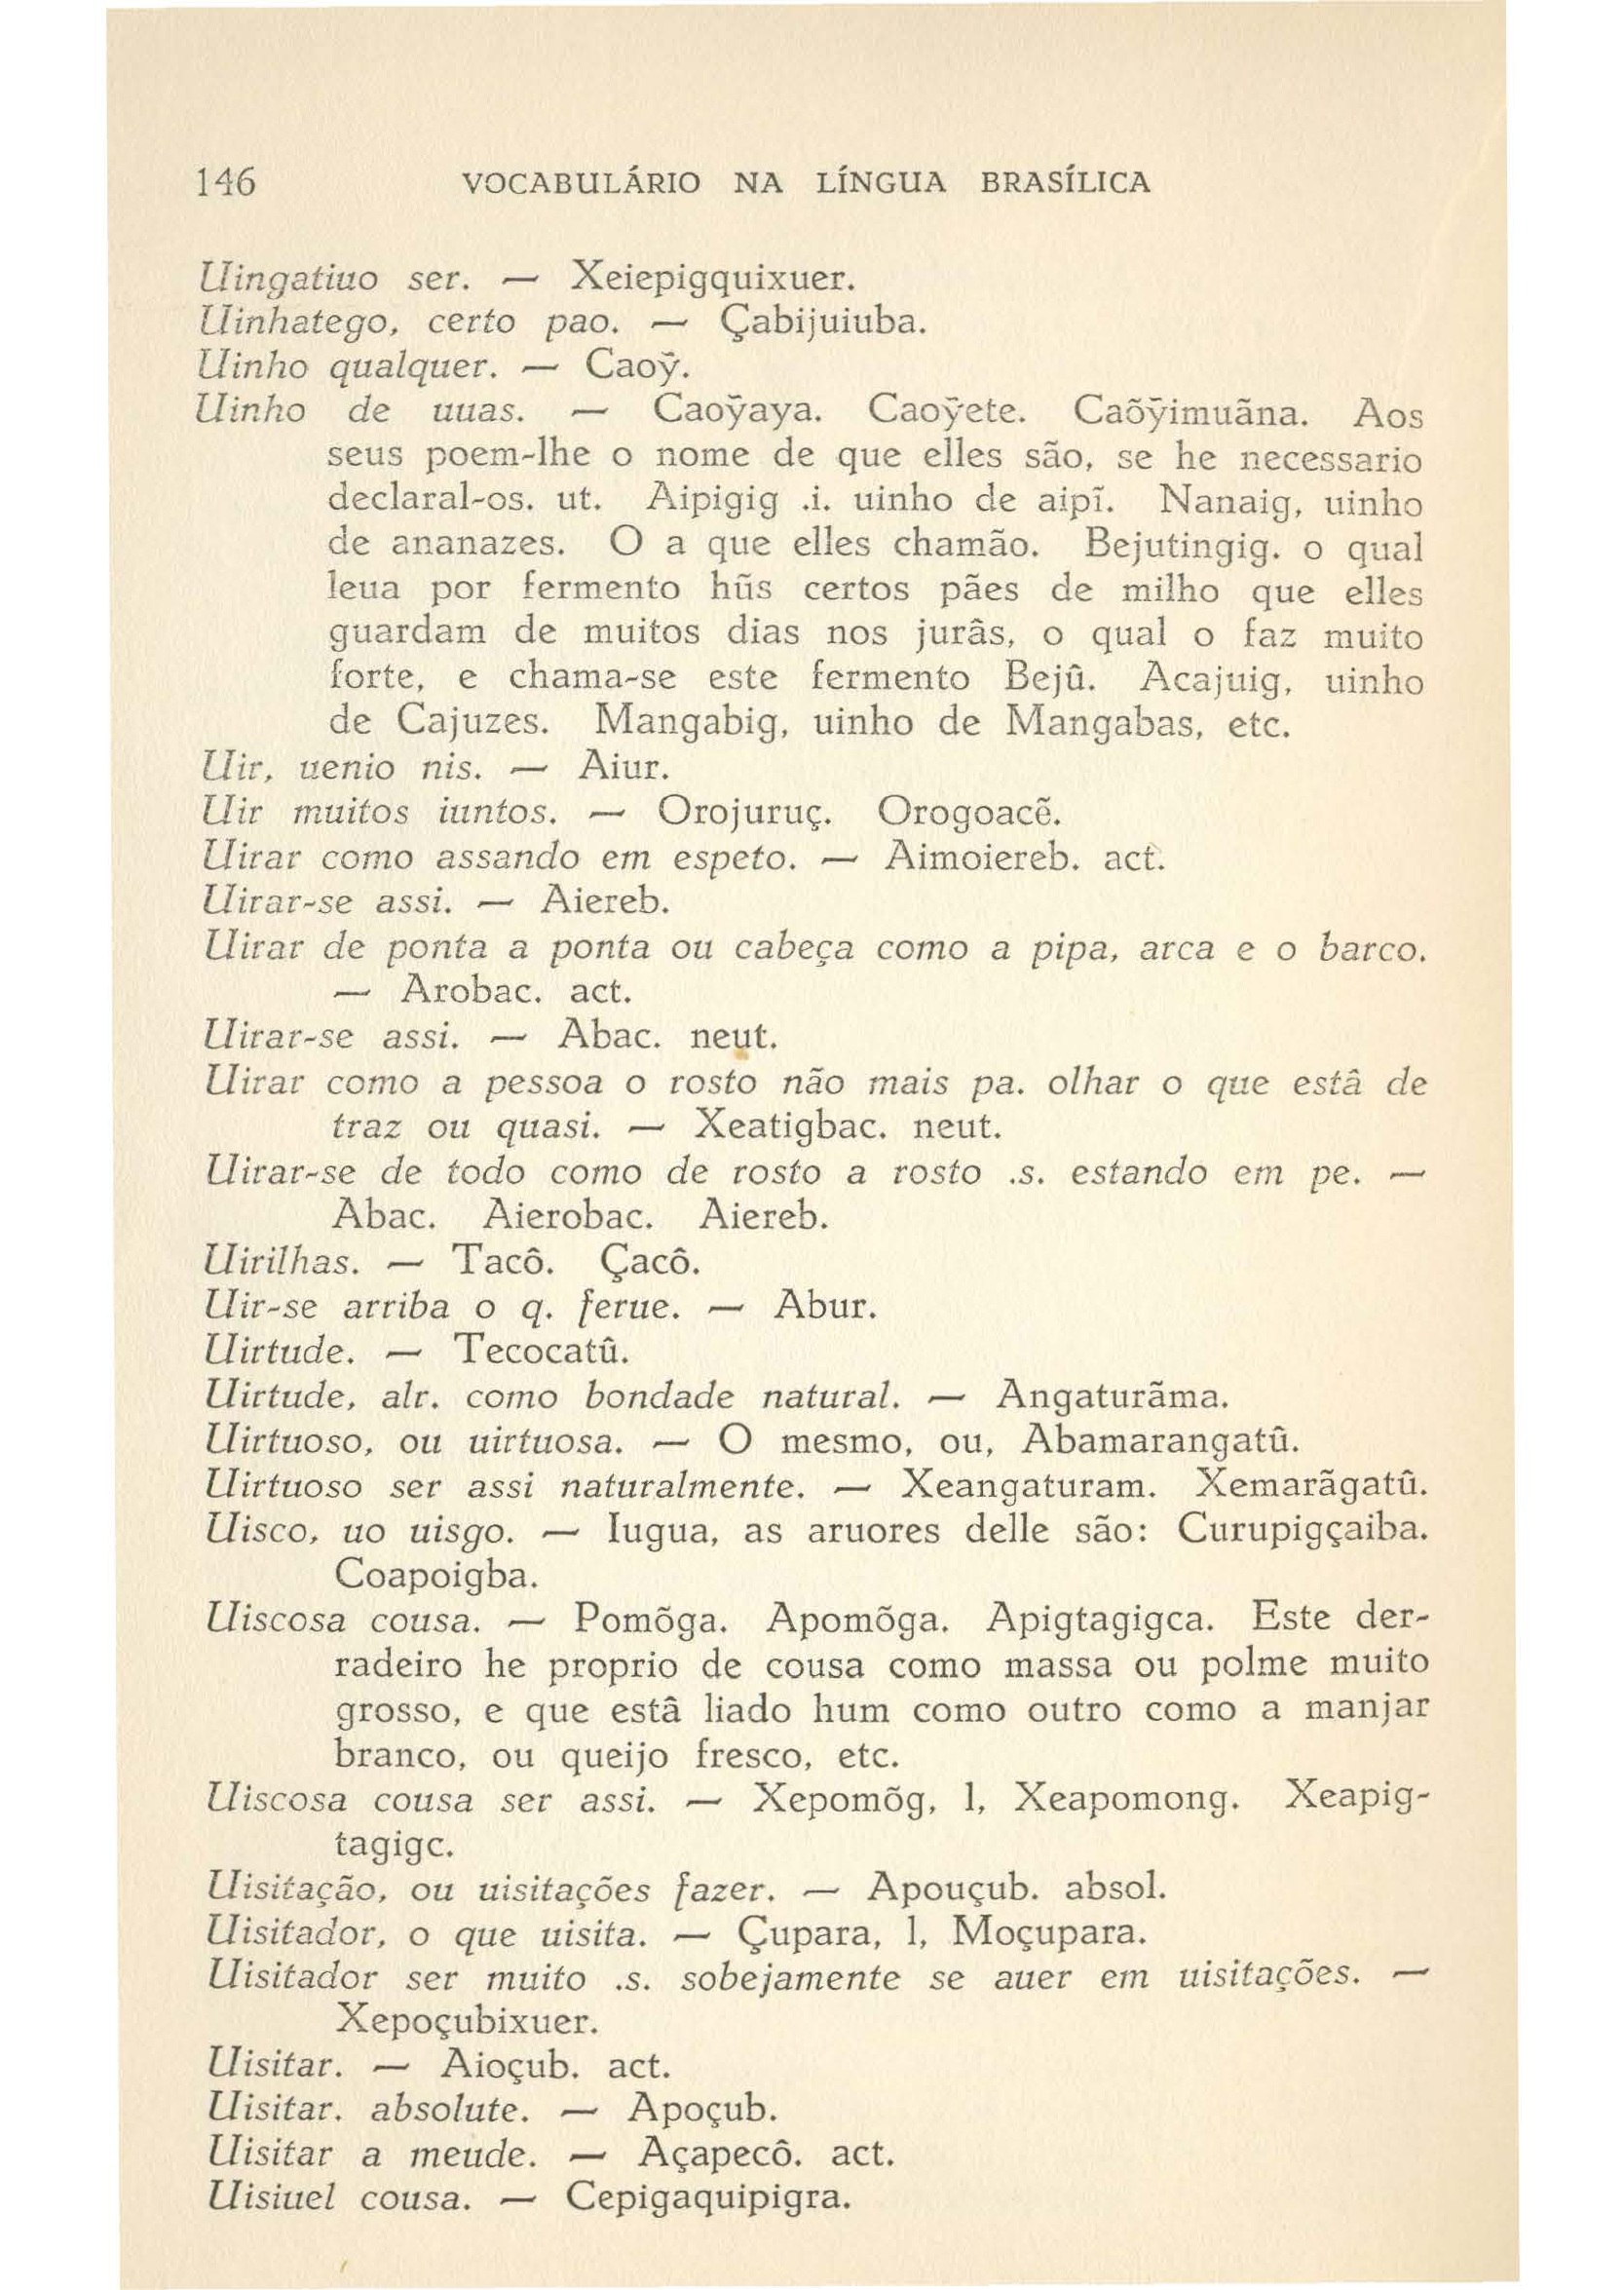 146 VOCABULÁRIO NA LÍNGUA BRASÍLICA
Uingatiuo ser. — Xeiepigquixuer.
Uinhatego, certo pao. — Çabijuiuba.
Uinho qualquer. — Caoỹ.
Uinho de uuas. — Caoỹaya. Caoỹete. Caõỹimuãna. Aos
seus poem-lhe o nome de que elles são, se he necessario
declaral-os. ut. Aipigig .i. uinho de aipĩ. Nanaig, uinho
de ananazes. O a que elles chamão. Bejutingig. o qual
leua por fermento hũs certos pães de milho que elles
guardam de muitos dias nos jurâs, o qual o faz muito
forte, e chama-se este fermento Bejû. Acajuig, uinho
de Cajuzes. Mangabig, uinho de Mangabas, etc.
Uir, uenio nis. — Aiur.
Uir muitos iuntos. — Orojuruç. Orogoacẽ.
Uirar como assando em espeto. — Aimoiereb. act.
Uirar-se assi. — Aiereb.
Uirar de ponta a ponta ou cabeça como a pipa, arca e o barco.
— Arobac. act.
Uirar-se assi. — Abac. neut.
Uirar como a pessoa o rosto não mais pa. olhar o que estâ de
traz ou quasi. — Xeatigbac. neut.
Uirar-se de todo como de rosto a rosto .s. estando em pe. —
Abac. Aierobac. Aiereb.
Uirilhas. — Tacô. Çacô.
Uir-se arriba o q. ferue. — Abur.
Uirtude. — Tecocatû.
Uirtude, alr. como bondade natural. — Angaturãma.
Uirtuoso, ou uirtuosa. — O mesmo, ou, Abamarangatû.
Uirtuoso ser assi naturalmente. — Xeangaturam. Xemarãgatû.
Uisco, uo uisgo. — Iugua, as aruores delle são: Curupigçaiba.
Coapoigba.
Uiscosa cousa. — Pomõga. Apomõga. Apigtagigca. Este der-
radeiro he proprio de cousa como massa ou polme muito
grosso, e que estâ liado hum como outro como a manjar
branco, ou queijo fresco, etc.
Uiscosa cousa ser assi. — Xepomõg, l, Xeapomong. Xeapig-
tagigc.
Uisitação, ou uisitações fazer. — Apouçub. absol.
Uisitador, o que uisita. — Çupara, l, Moçupara.
Uisitador ser muito .s. sobejamente se auer em uisitações. —
Xepoçubixuer.
Uisitar. — Aioçub. act.
Uisitar. absolute. — Apoçub.
Uisitar a meude. — Açapecô. act.
Uisiuel cousa. — Cepigaquipigra.